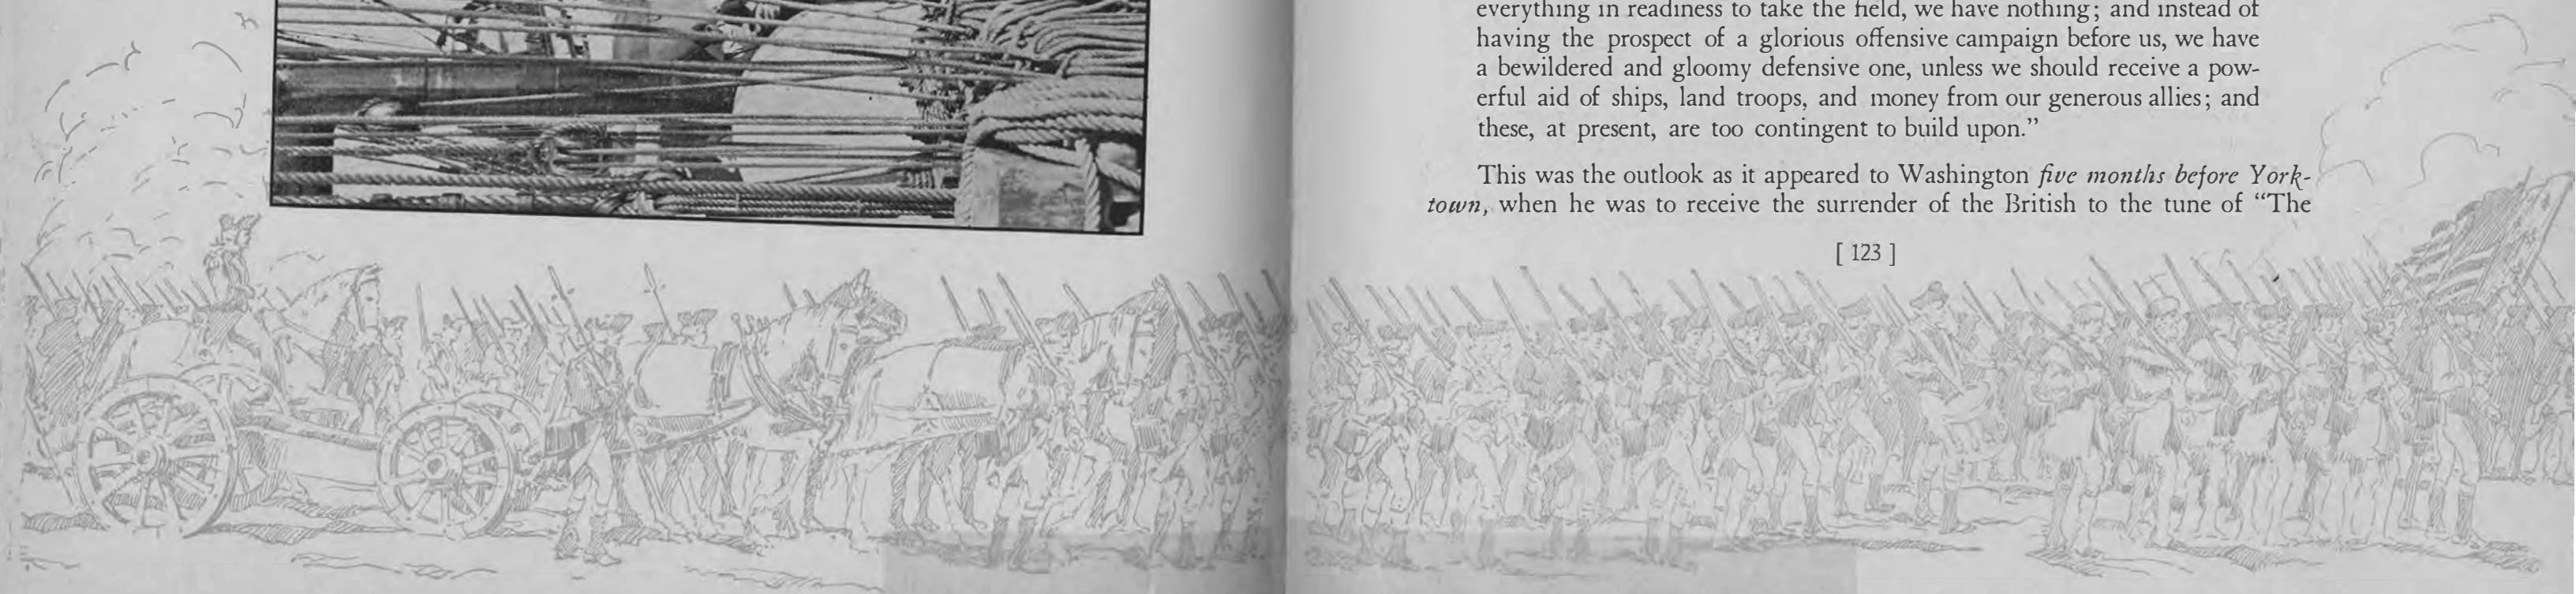 everything in readiness to take the field, we have nothing; and instead of
having the prospect of a glorious offensive campaign before us, we have
a bewildered and gloomy defensive one, unless we should receive a pow-
erful aid of ships, land troops, and money from our generous allies; and
these, at present, are too contingent to build upon.”
This was the outlook as it appeared to Washington five months before York-
town, when he was to receive the surrender of the British to the tune of “The
[ 123 ]